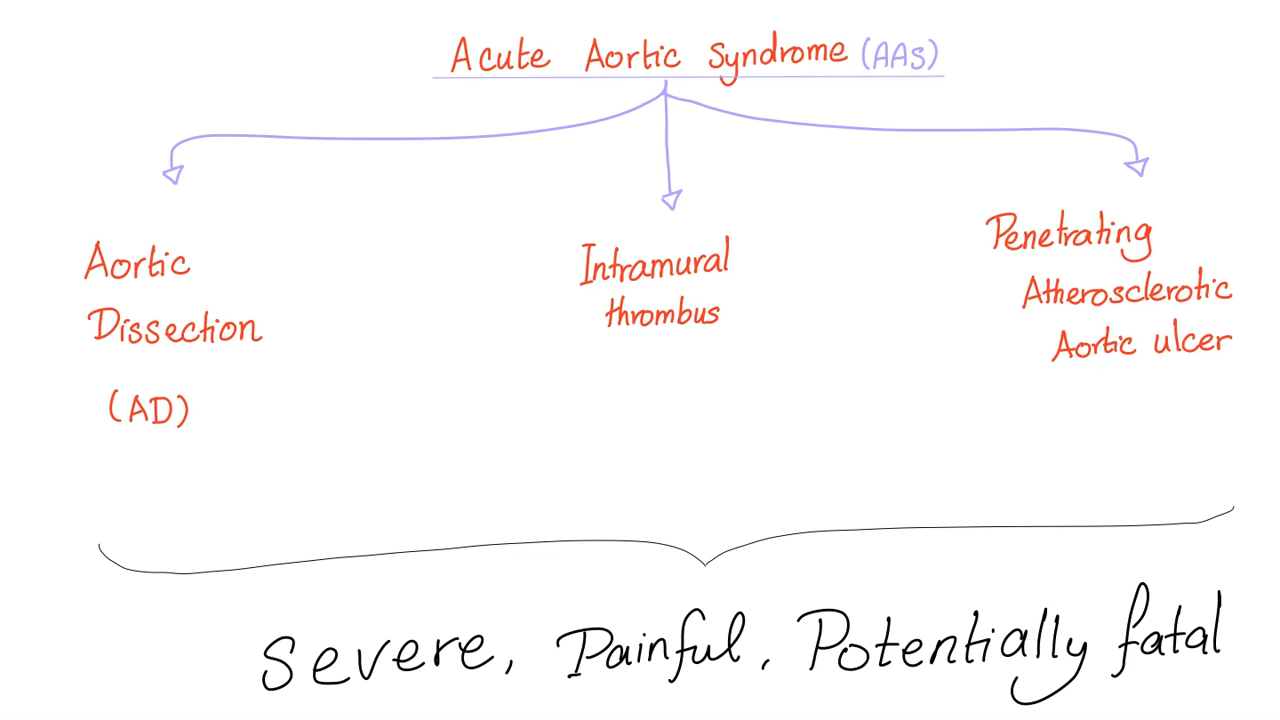 Acute Aortic Syndrome (AAS)
Aortic
Dissection
(AD)
Intramural
thrombus
Penetrating
Atherosclerotic
Aortic ulcer
Severe, Painful, Potentially fatal